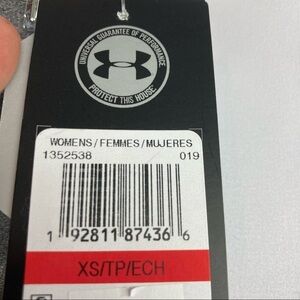 UNIVERSAL GUARANTEE OF PERFORMANCE
PROTECT THIS HOUSE
WOMENS/FEMMES/MUJERES
1352538 019
1 92811 87436 6
XS/TP/ECH